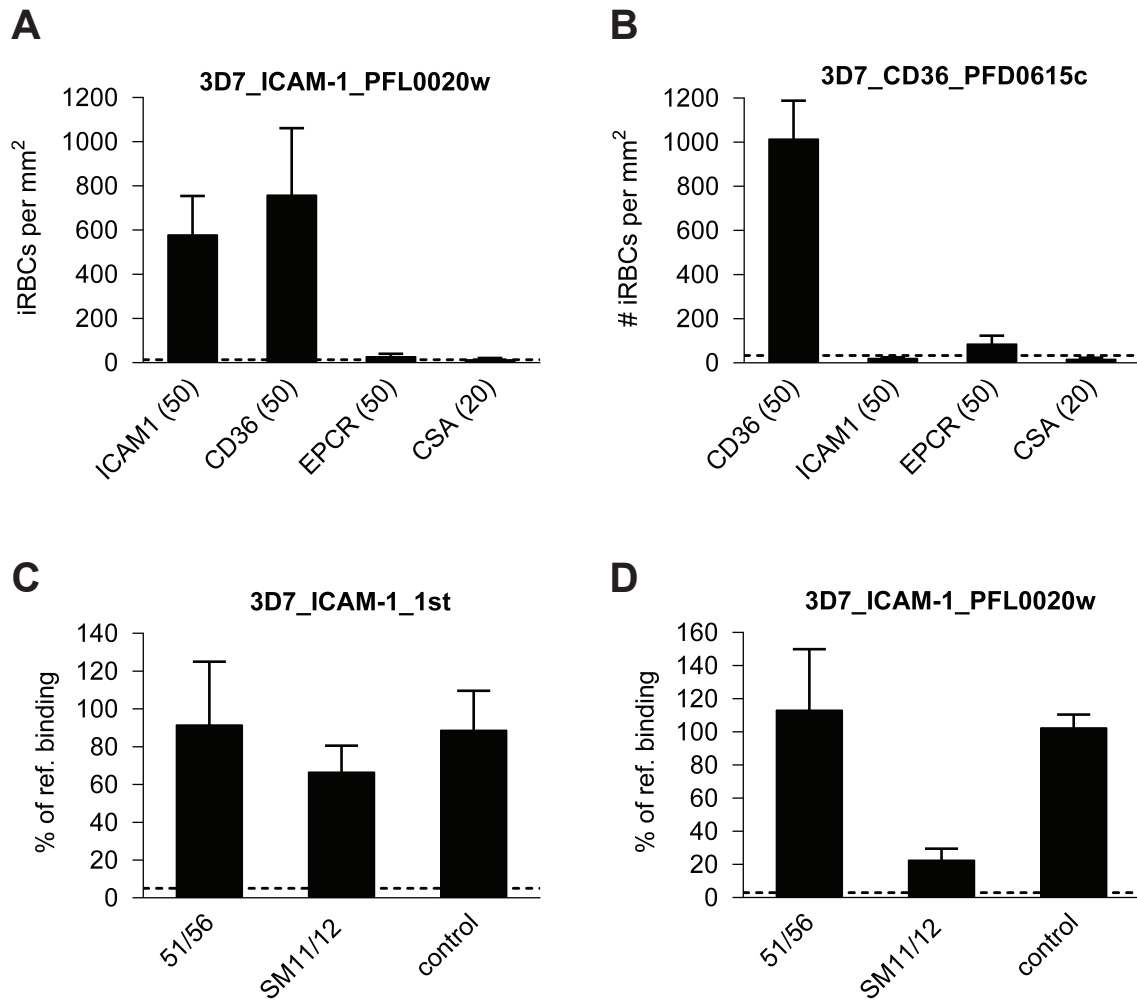 A
3D7_ICAM-1_PFL0020w
iRBCs per mm²
1200
1000
800
600
400
200
0
ICAM1 (50)
CD36 (50)
EPCR (50)
CSA (20)
B
3D7_CD36_PFD0615c
# iRBCs per mm²
1200
1000
800
600
400
200
0
CD36 (50)
ICAM1 (50)
EPCR (50)
CSA (20)
C
3D7_ICAM-1_1st
% of ref. binding
140
120
100
80
60
40
20
0
51/56
SM11/12
control
D
3D7_ICAM-1_PFL0020w
% of ref. binding
160
140
120
100
80
60
40
20
0
51/56
SM11/12
control